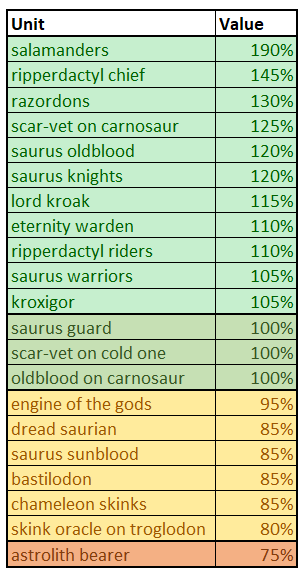 Unit Value
salamanders 190%
ripperdactyl chief 145%
razordons 130%
scar-vet on carnosaur 125%
saurus oldblood 120%
saurus knights 120%
lord kroak 115%
eternity warden 110%
ripperdactyl riders 110%
saurus warriors 105%
kroxigor 105%
saurus guard 100%
scar-vet on cold one 100%
oldblood on carnosaur 100%
engine of the gods 95%
dread saurian 85%
saurus sunblood 85%
bastilodon 85%
chameleon skinks 85%
skink oracle on troglodon 80%
astrolith bearer 75%